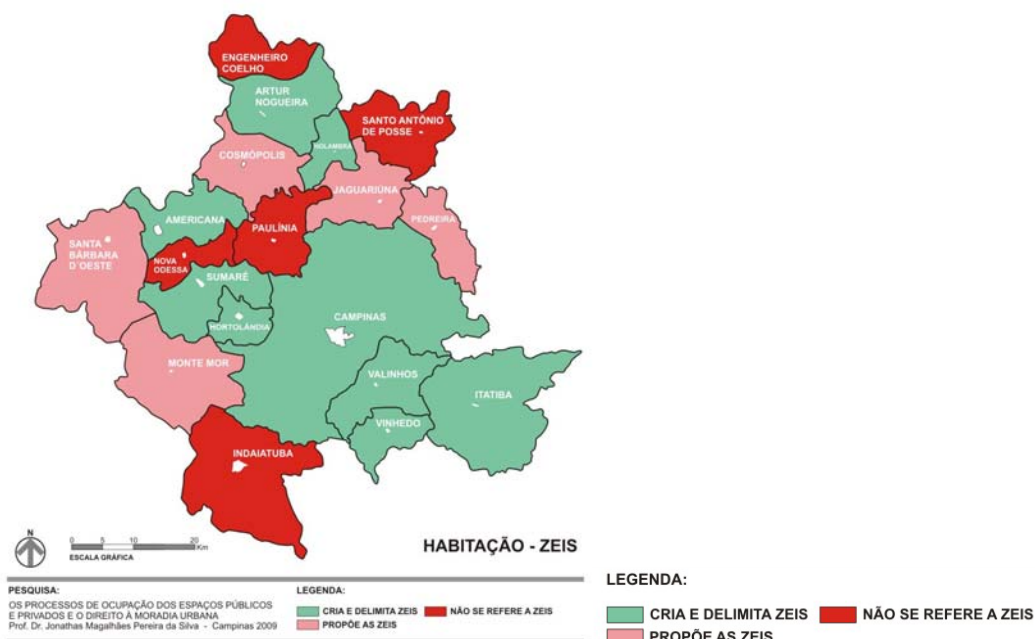 ENGENHEIRO
COELHO
ARTUR
NOGUEIRA
SANTO ANTÔNIO
DE POSSE
HOLAMBRA
COSMÓPOLIS
JAGUARIÚNA
PEDREIRA
AMERICANA
PAULÍNIA
SANTA
BÁRBARA
D'OESTE
NOVA
ODESSA
SUMARÉ
HORTOLÂNDIA
CAMPINAS
MONTE MOR
VALINHOS
ITATIBA
VINHEDO
INDAIATUBA
N
0 5 10 20
Km
ESCALA GRÁFICA
HABITAÇÃO - ZEIS
PESQUISA:
OS PROCESSOS DE OCUPAÇÃO DOS ESPAÇOS PÚBLICOS
E PRIVADOS E O DIREITO À MORADIA URBANA
Prof. Dr. Jonathas Magalhães Pereira da Silva - Campinas 2009
LEGENDA:
CRIA E DELIMITA ZEIS NÃO SE REFERE A ZEIS
PROPÕE AS ZEIS
LEGENDA:
CRIA E DELIMITA ZEIS NÃO SE REFERE A ZEIS
PROPÕE AS ZEIS